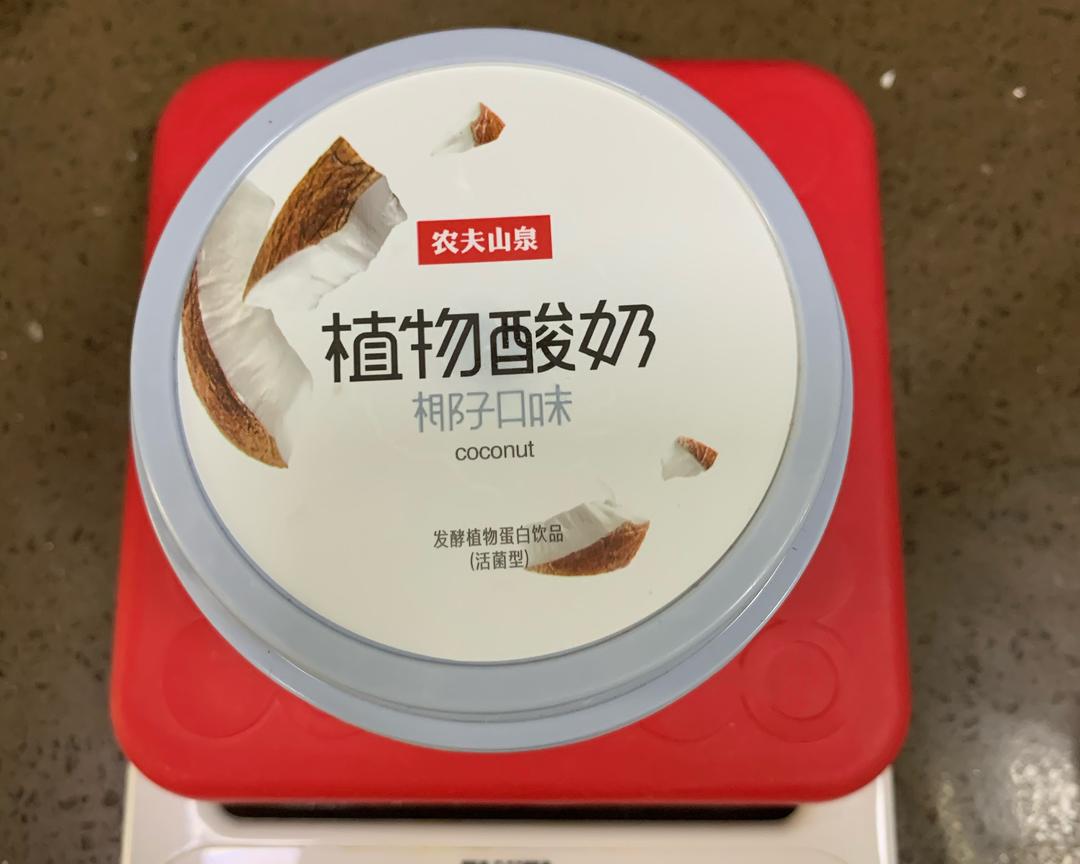 农夫山泉
植物酸奶
椰子口味
coconut
发酵植物蛋白饮品
(活菌型)